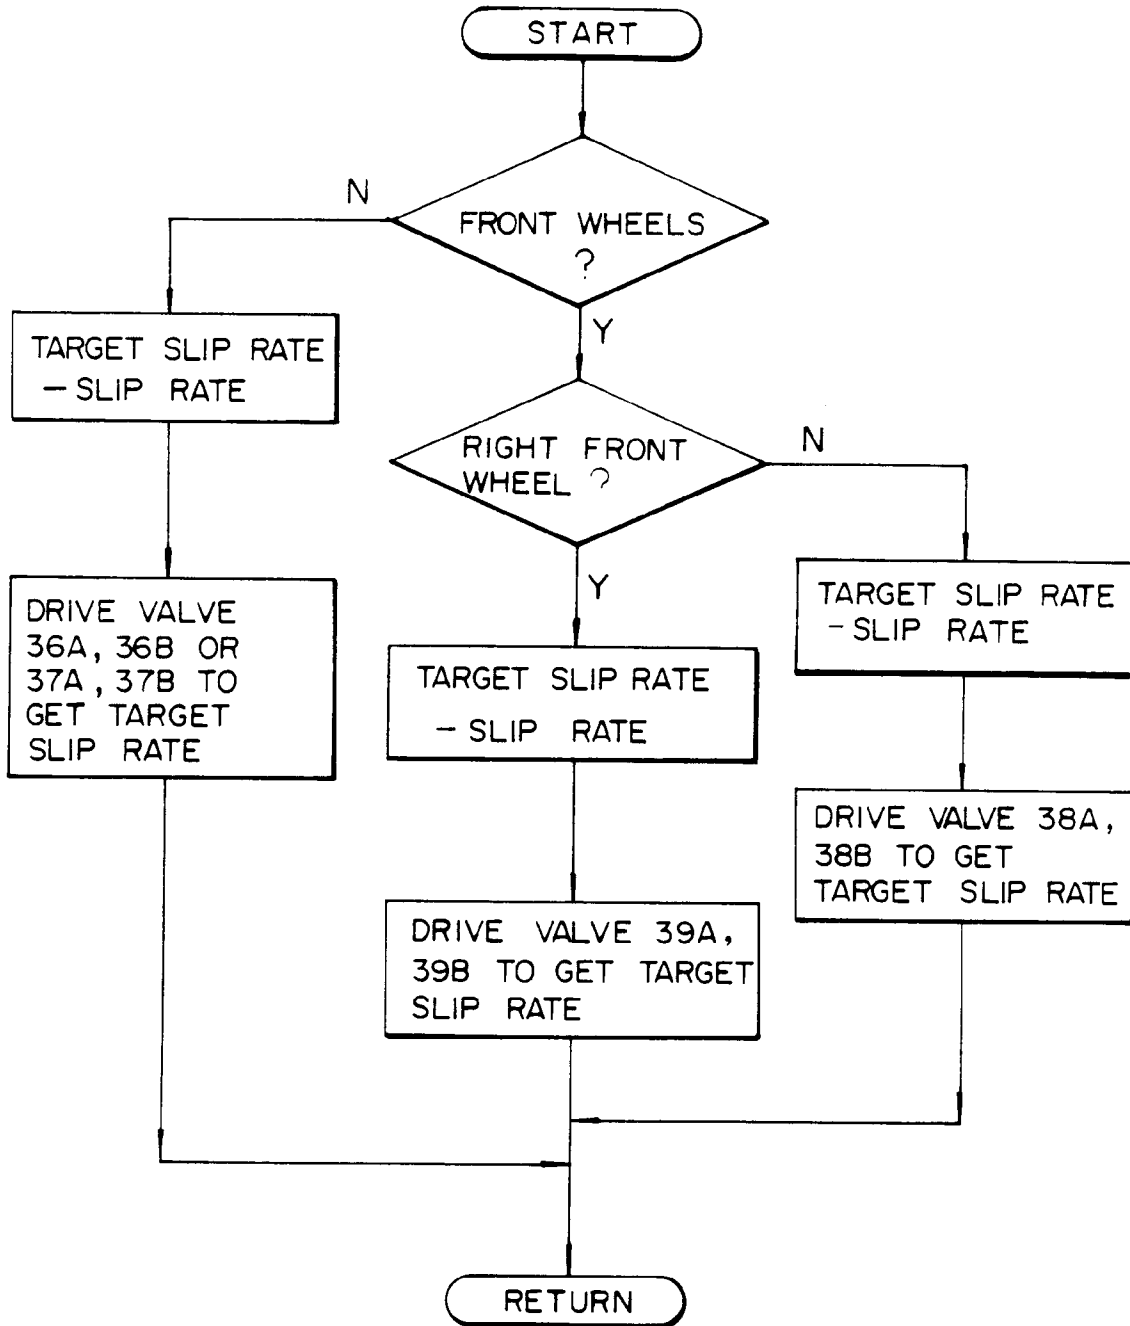 START
N
FRONT WHEELS
?
Y
TARGET SLIP RATE
– SLIP RATE
RIGHT FRONT
WHEEL ?
N
Y
DRIVE VALVE
36A, 36B OR
37A, 37B TO
GET TARGET
SLIP RATE
TARGET SLIP RATE
– SLIP RATE
TARGET SLIP RATE
– SLIP RATE
DRIVE VALVE 39A,
39B TO GET TARGET
SLIP RATE
DRIVE VALVE 38A,
38B TO GET
TARGET SLIP RATE
RETURN